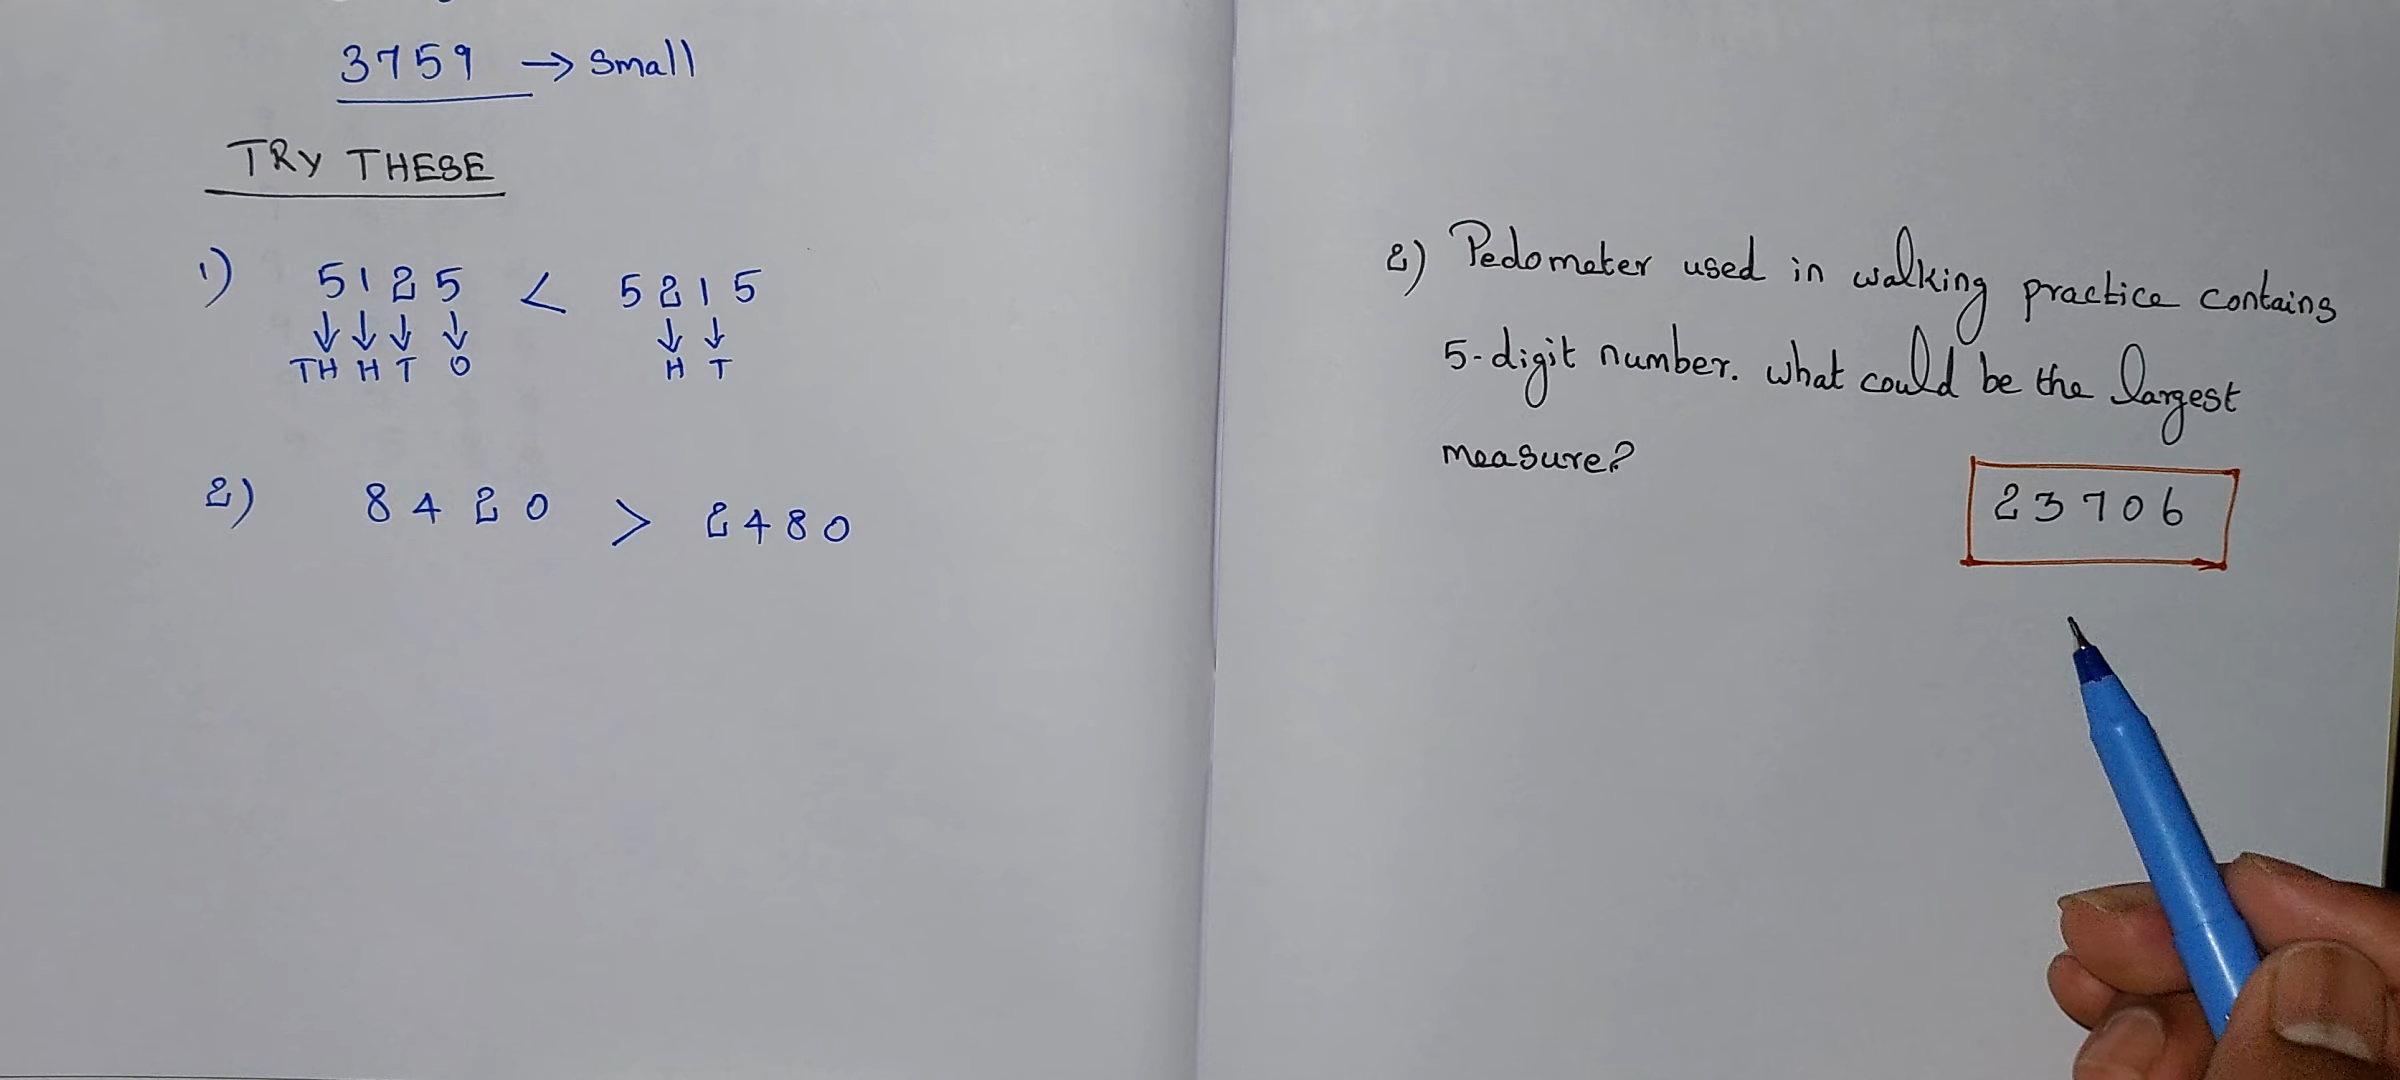 3759 → Small
TRY THESE
1) 5125 < 5215
↓ ↓ ↓ ↓ ↓ ↓
TH H T O H T
2) 8420 > 2480
2) Pedometer used in walking practice contains
5-digit number. what could be the largest
measure?
23706